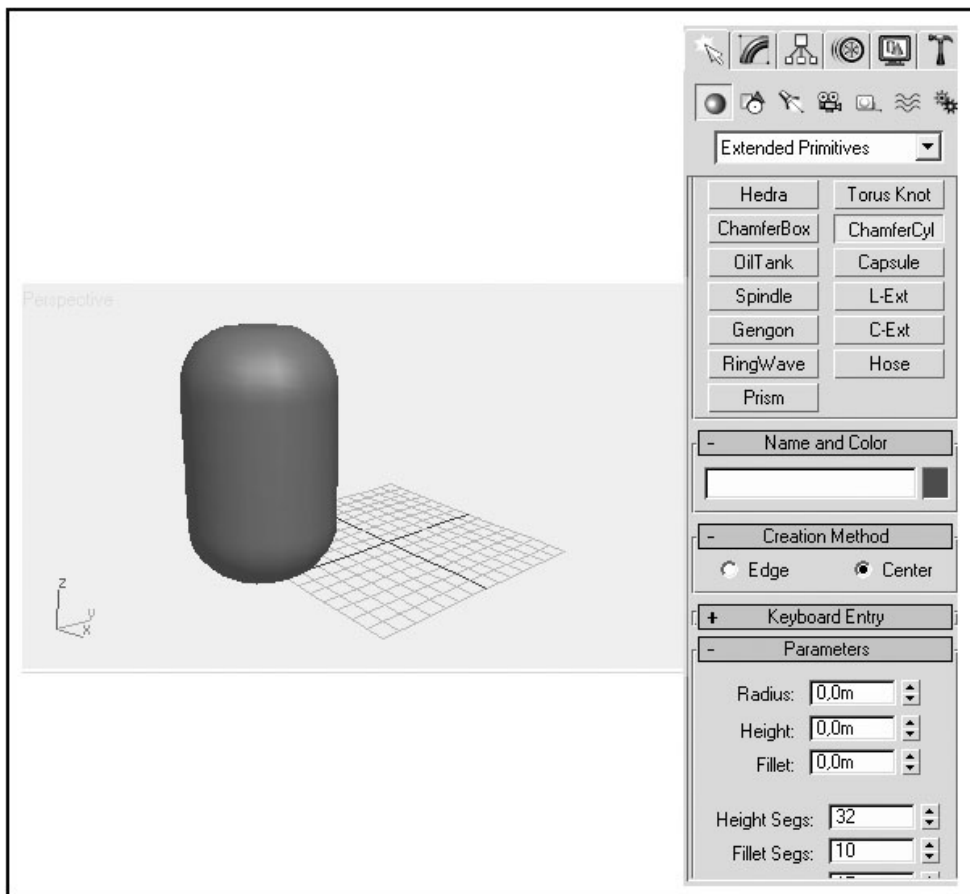 Extended Primitives
Hedra
Torus Knot
ChamferBox
ChamferCyl
OilTank
Capsule
Spindle
L-Ext
Gengon
C-Ext
RingWave
Hose
Prism
- Name and Color
- Creation Method
Edge
Center
+ Keyboard Entry
- Parameters
Radius: 0,0m
Height: 0,0m
Fillet: 0,0m
Height Segs: 32
Fillet Segs: 10
Perspective
z
y
x